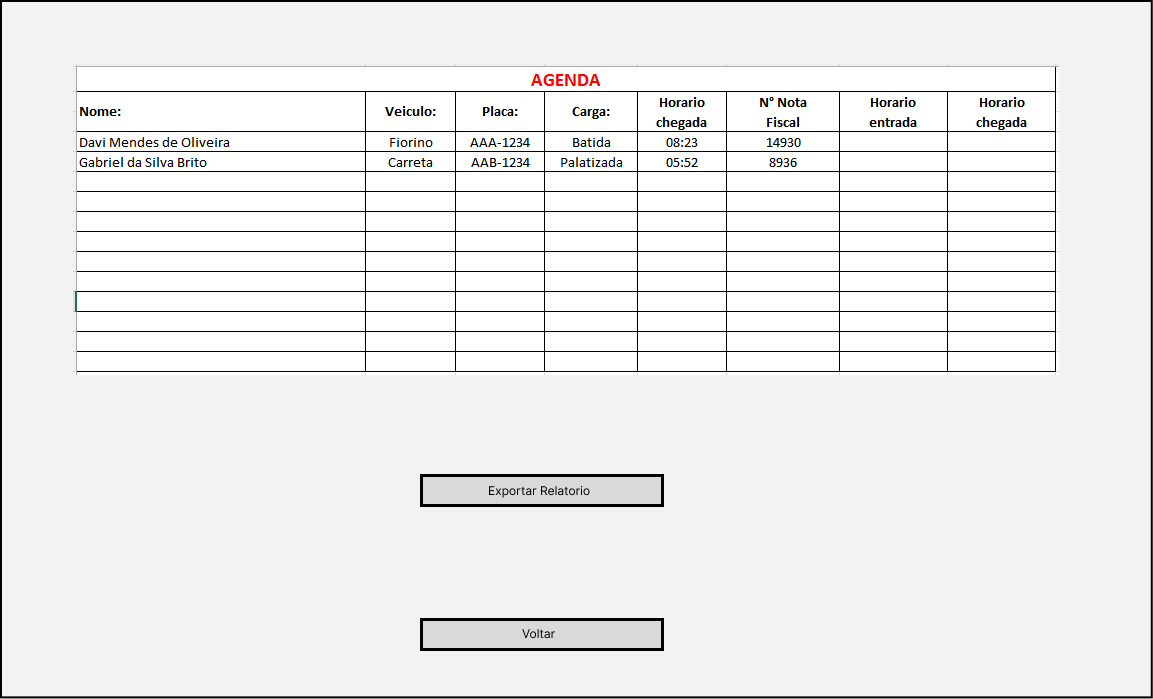 AGENDA
Nome: Veiculo: Placa: Carga: Horario chegada N° Nota Fiscal Horario entrada Horario chegada
Davi Mendes de Oliveira Fiorino AAA-1234 Batida 08:23 14930
Gabriel da Silva Brito Carreta AAB-1234 Palatizada 05:52 8936
Exportar Relatorio
Voltar